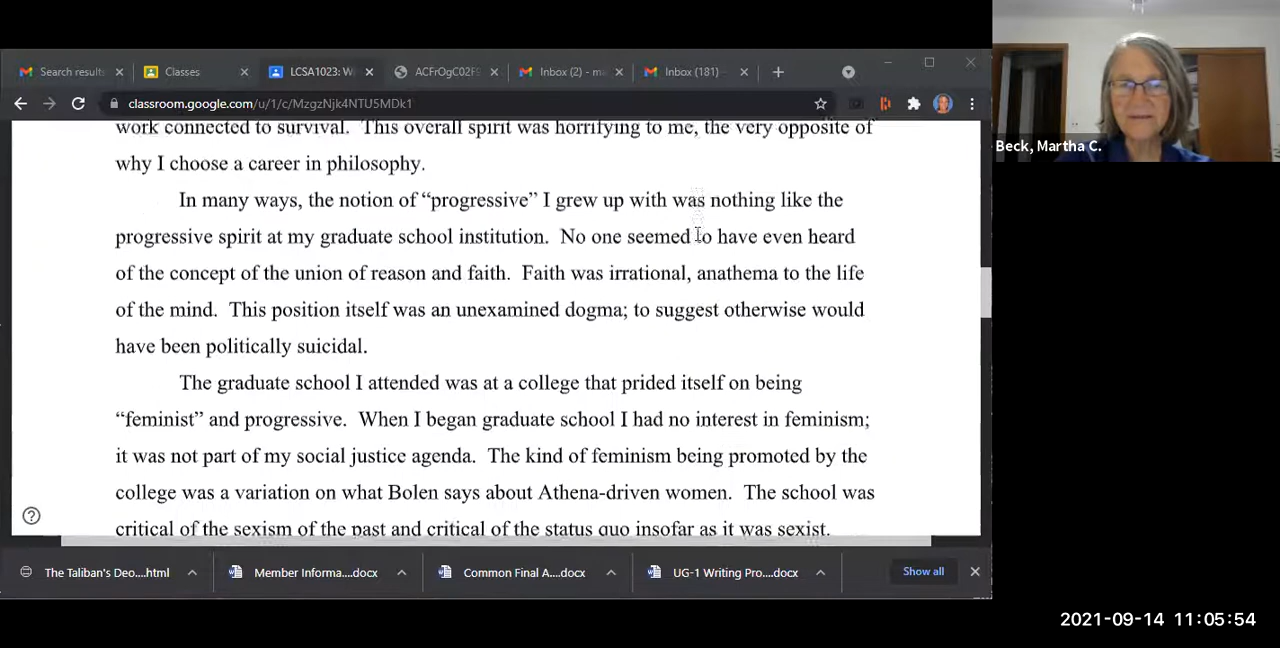 Search results
Classes
LCSA1023: W
ACFrOgC02F9
Inbox (2) - m
Inbox (181)
classroom.google.com/u/1/c/MzgzNjk4NTU5MDk1
Beck, Martha C.
work connected to survival. This overall spirit was horrifying to me, the very opposite of
why I choose a career in philosophy.
In many ways, the notion of “progressive” I grew up with was nothing like the
progressive spirit at my graduate school institution. No one seemed to have even heard
of the concept of the union of reason and faith. Faith was irrational, anathema to the life
of the mind. This position itself was an unexamined dogma; to suggest otherwise would
have been politically suicidal.
The graduate school I attended was at a college that prided itself on being
“feminist” and progressive. When I began graduate school I had no interest in feminism;
it was not part of my social justice agenda. The kind of feminism being promoted by the
college was a variation on what Bolen says about Athena-driven women. The school was
critical of the sexism of the past and critical of the status quo insofar as it was sexist.
The Taliban's Deo....html
Member Informa....docx
Common Final A....docx
UG-1 Writing Pro....docx
Show all
2021-09-14 11:05:54